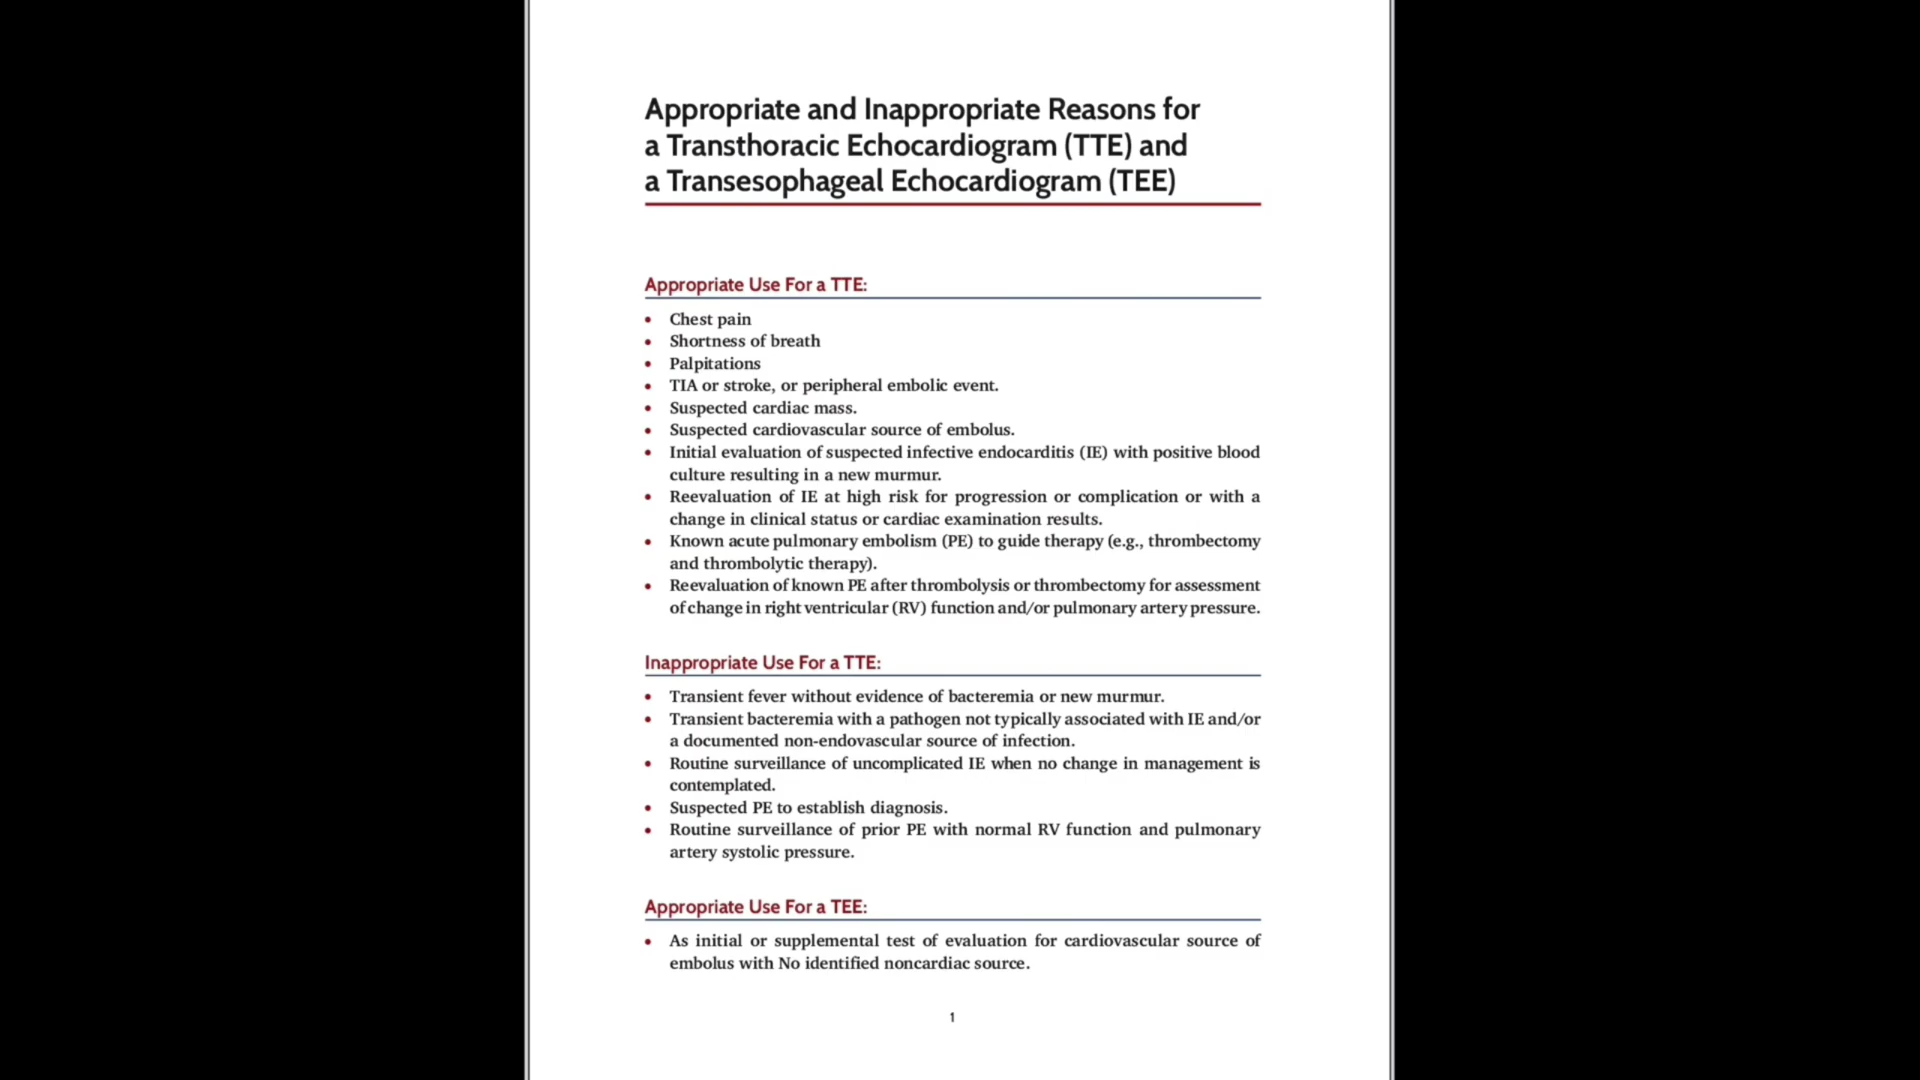 Appropriate and Inappropriate Reasons for
a Transthoracic Echocardiogram (TTE) and
a Transesophageal Echocardiogram (TEE)
Appropriate Use For a TTE:
• Chest pain
• Shortness of breath
• Palpitations
• TIA or stroke, or peripheral embolic event.
• Suspected cardiac mass.
• Suspected cardiovascular source of embolus.
• Initial evaluation of suspected infective endocarditis (IE) with positive blood
culture resulting in a new murmur.
• Reevaluation of IE at high risk for progression or complication or with a
change in clinical status or cardiac examination results.
• Known acute pulmonary embolism (PE) to guide therapy (e.g., thrombectomy
and thrombolytic therapy).
• Reevaluation of known PE after thrombolysis or thrombectomy for assessment
of change in right ventricular (RV) function and/or pulmonary artery pressure.
Inappropriate Use For a TTE:
• Transient fever without evidence of bacteremia or new murmur.
• Transient bacteremia with a pathogen not typically associated with IE and/or
a documented non-endovascular source of infection.
• Routine surveillance of uncomplicated IE when no change in management is
contemplated.
• Suspected PE to establish diagnosis.
• Routine surveillance of prior PE with normal RV function and pulmonary
artery systolic pressure.
Appropriate Use For a TEE:
• As initial or supplemental test of evaluation for cardiovascular source of
embolus with No identified noncardiac source.
1